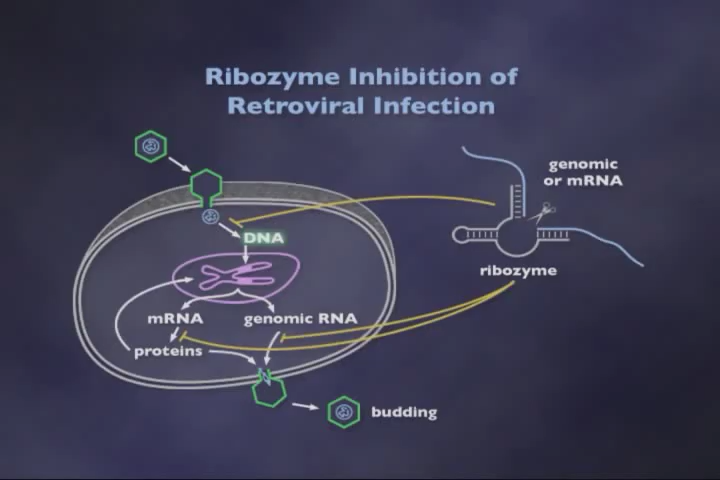 Ribozyme Inhibition of
Retroviral Infection
genomic
or mRNA
DNA
ribozyme
mRNA
genomic RNA
proteins
budding